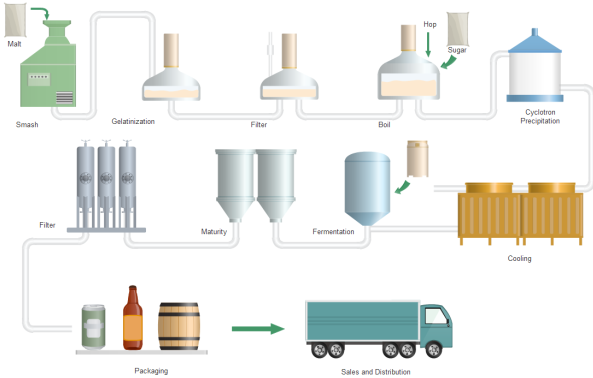 Malt
Smash
Gelatinization
Filter
Hop
Sugar
Boil
Cyclotron
Precipitation
Filter
Maturity
Fermentation
Cooling
Packaging
Sales and Distribution